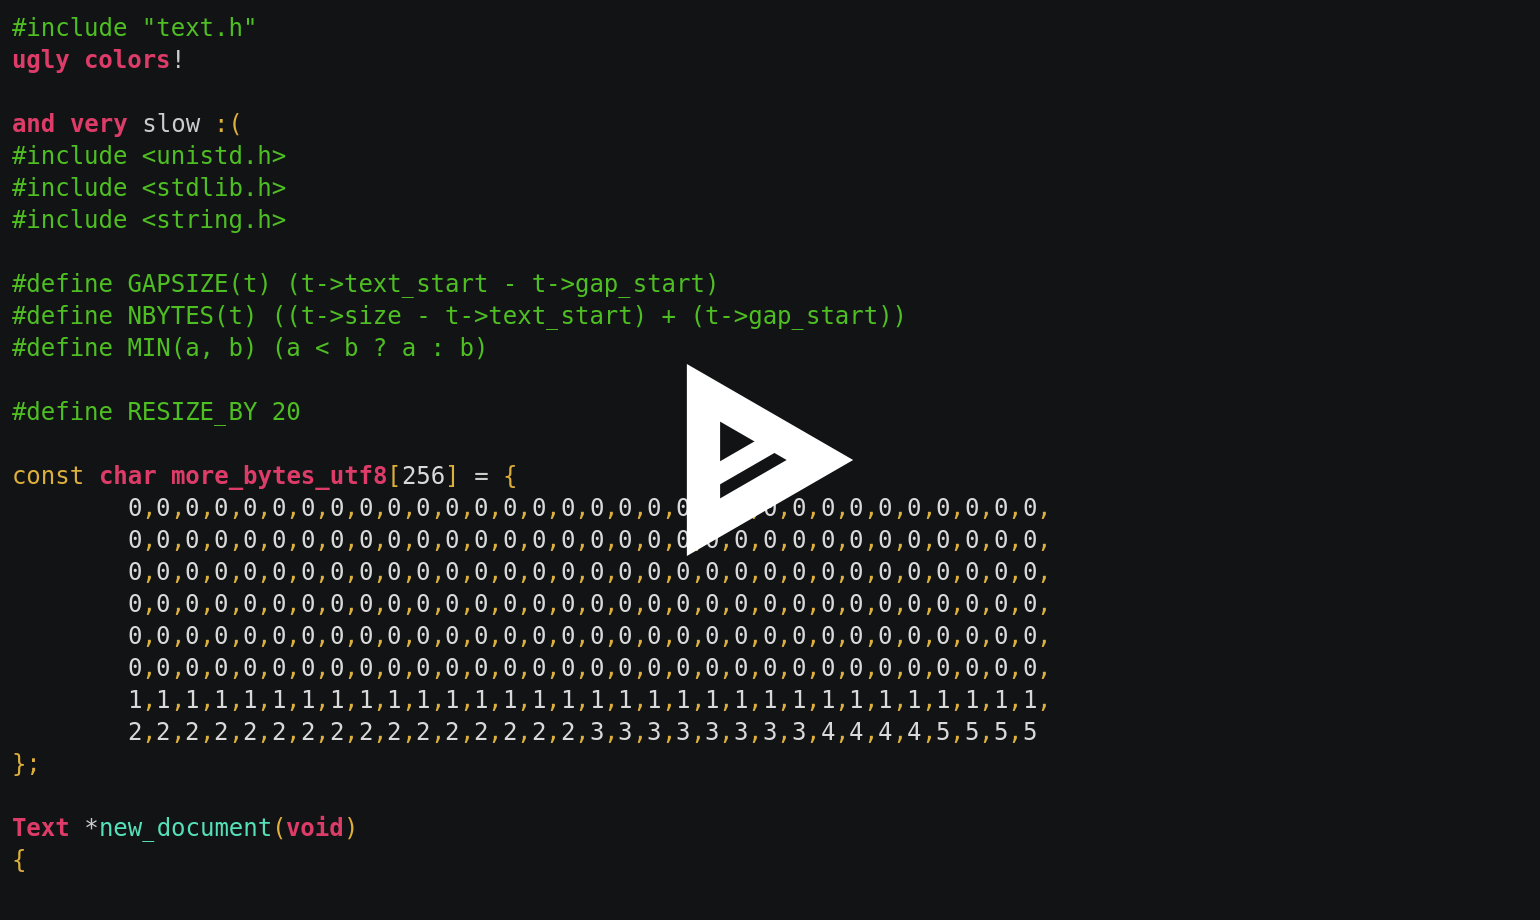 #include "text.h"
ugly colors!
and very slow :(
#include <unistd.h>
#include <stdlib.h>
#include <string.h>
#define GAPSIZE(t) (t->text_start - t->gap_start)
#define NBYTES(t) ((t->size - t->text_start) + (t->gap_start))
#define MIN(a, b) (a < b ? a : b)
#define RESIZE_BY 20
const char more_bytes_utf8[256] = {
0,0,0,0,0,0,0,0,0,0,0,0,0,0,0,0,0,0,0,0 0,0,0,0,0,0,0,0,0,0,
0,0,0,0,0,0,0,0,0,0,0,0,0,0,0,0,0,0,0,0,0,0,0,0,0,0,0,0,0,0,0,0,
0,0,0,0,0,0,0,0,0,0,0,0,0,0,0,0,0,0,0,0,0,0,0,0,0,0,0,0,0,0,0,0,
0,0,0,0,0,0,0,0,0,0,0,0,0,0,0,0,0,0,0,0,0,0,0,0,0,0,0,0,0,0,0,0,
0,0,0,0,0,0,0,0,0,0,0,0,0,0,0,0,0,0,0,0,0,0,0,0,0,0,0,0,0,0,0,0,
0,0,0,0,0,0,0,0,0,0,0,0,0,0,0,0,0,0,0,0,0,0,0,0,0,0,0,0,0,0,0,0,
1,1,1,1,1,1,1,1,1,1,1,1,1,1,1,1,1,1,1,1,1,1,1,1,1,1,1,1,1,1,1,1,
2,2,2,2,2,2,2,2,2,2,2,2,2,2,2,2,3,3,3,3,3,3,3,3,4,4,4,4,5,5,5,5
};
Text *new_document(void)
{